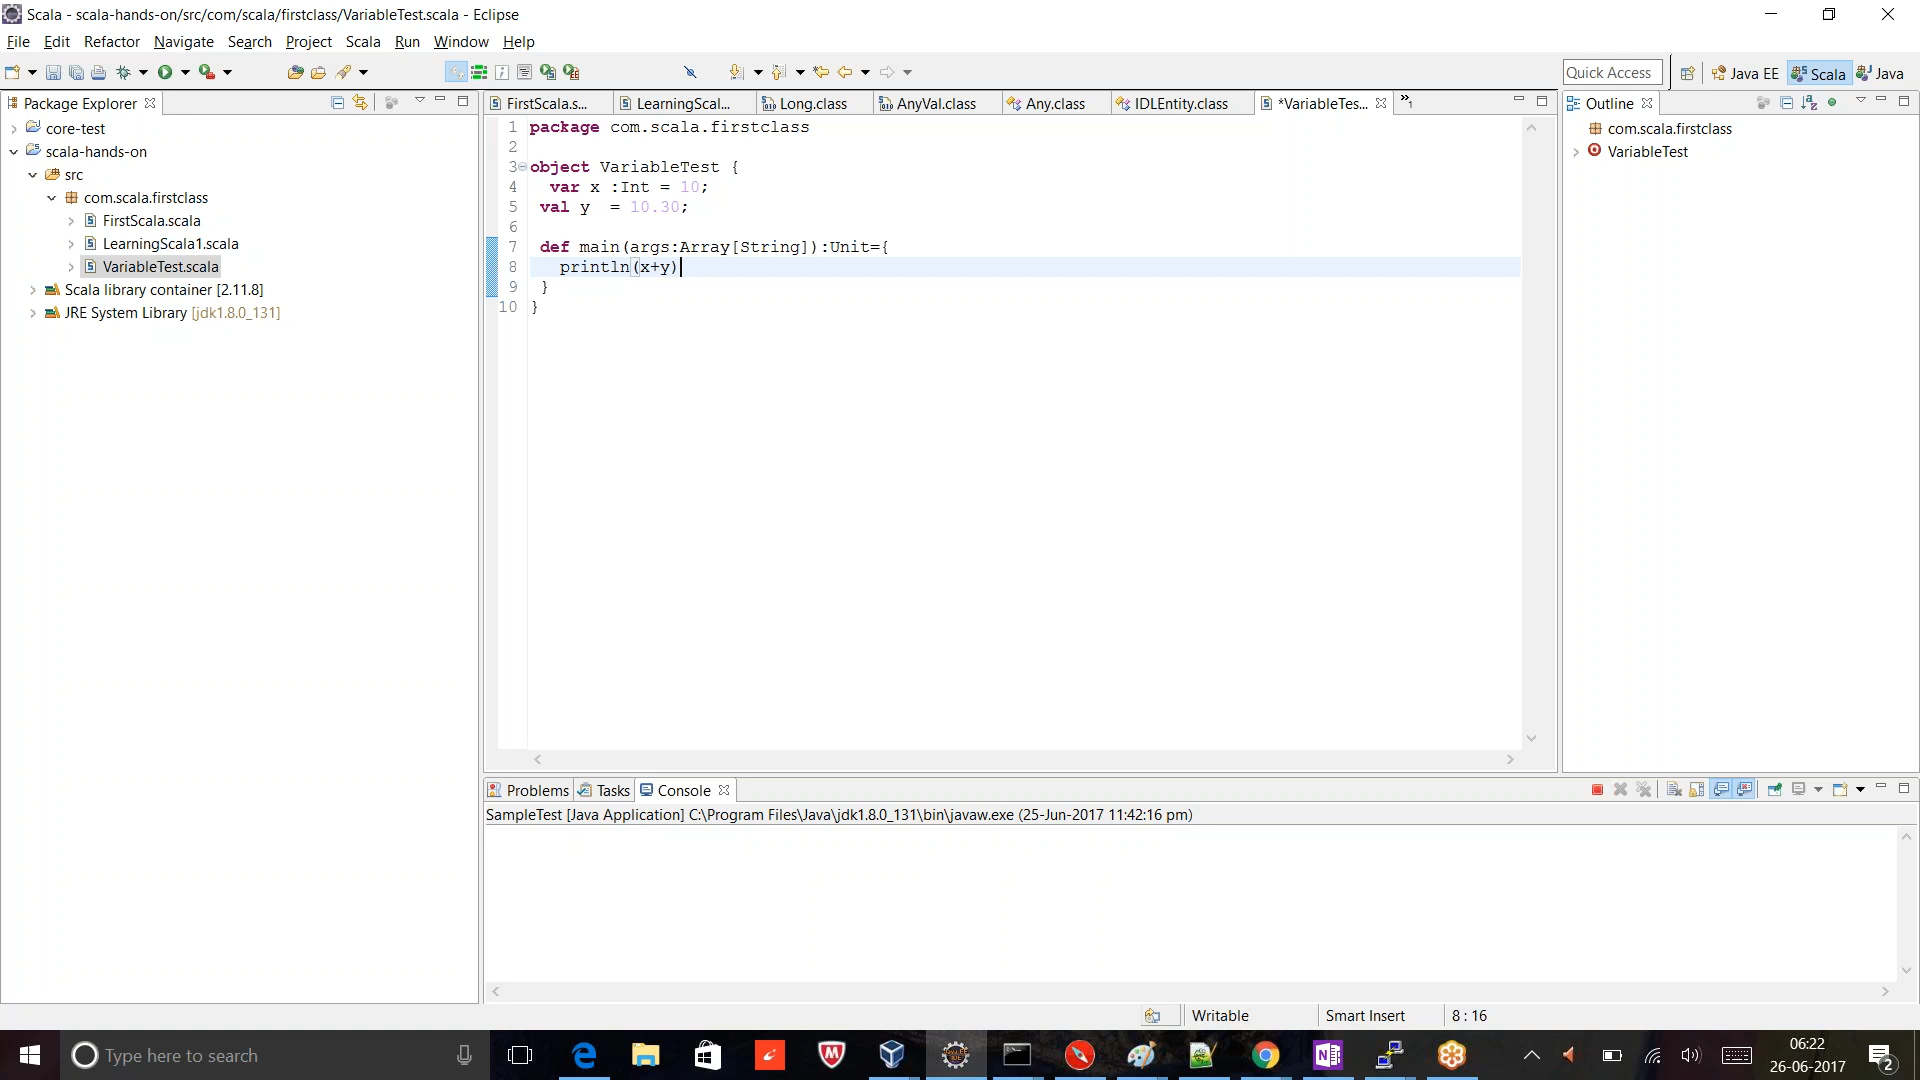 Scala - scala-hands-on/src/com/scala/firstclass/VariableTest.scala - Eclipse
File Edit Refactor Navigate Search Project Scala Run Window Help
Quick Access Java EE Scala Java
Package Explorer
core-test
scala-hands-on
src
com.scala.firstclass
FirstScala.scala
LearningScala1.scala
VariableTest.scala
Scala library container [2.11.8]
JRE System Library [jdk1.8.0_131]
FirstScala.s... LearningScal... Long.class AnyVal.class Any.class IDLEntity.class *VariableTes... »1
1 package com.scala.firstclass
2
3 object VariableTest {
4 var x :Int = 10;
5 val y = 10.30;
6
7 def main(args:Array[String]):Unit={
8 println(x+y)
9 }
10 }
Outline
com.scala.firstclass
VariableTest
Problems Tasks Console
SampleTest [Java Application] C:\Program Files\Java\jdk1.8.0_131\bin\javaw.exe (25-Jun-2017 11:42:16 pm)
Writable Smart Insert 8 : 16
Type here to search
06:22
26-06-2017
2